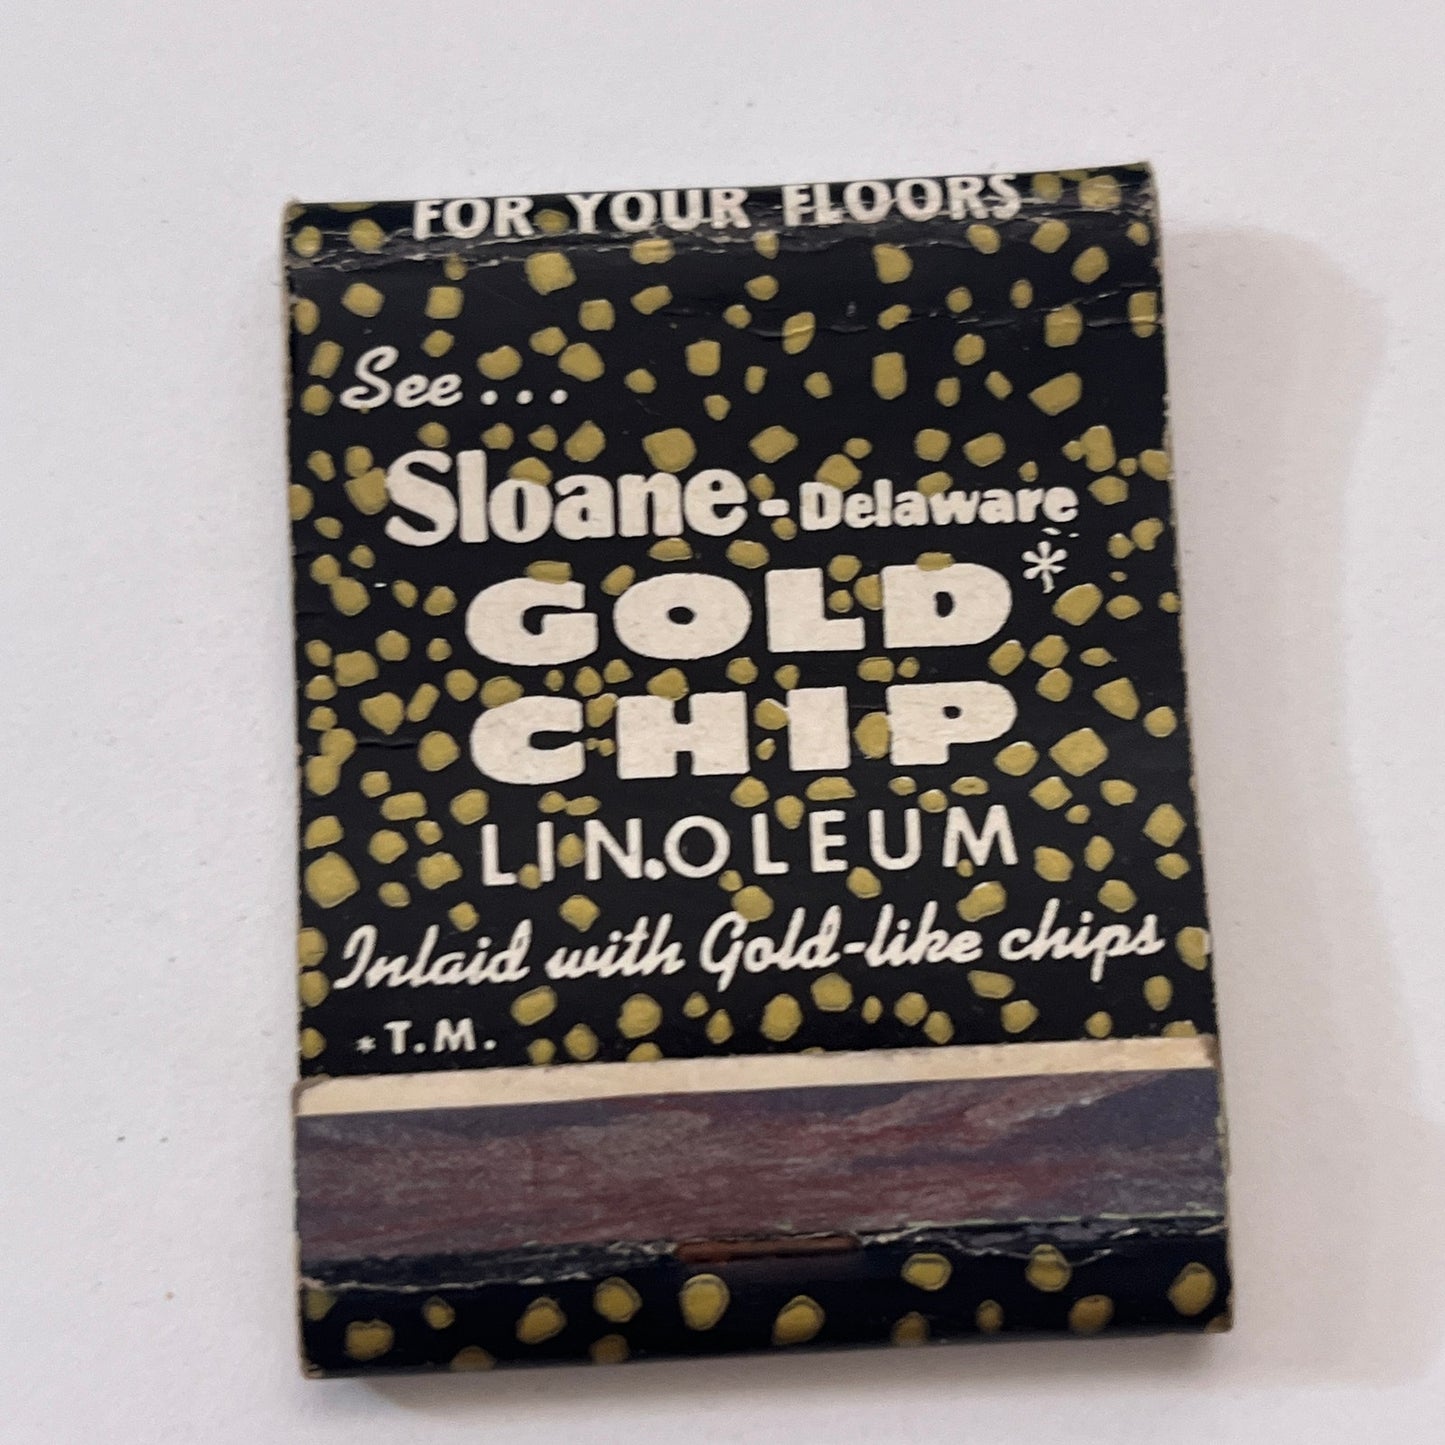 FOR YOUR FLOORS
See...
Sloane-Delaware
GOLD*
CHIP
LINOLEUM
Inlaid with Gold-like chips
*T.M.